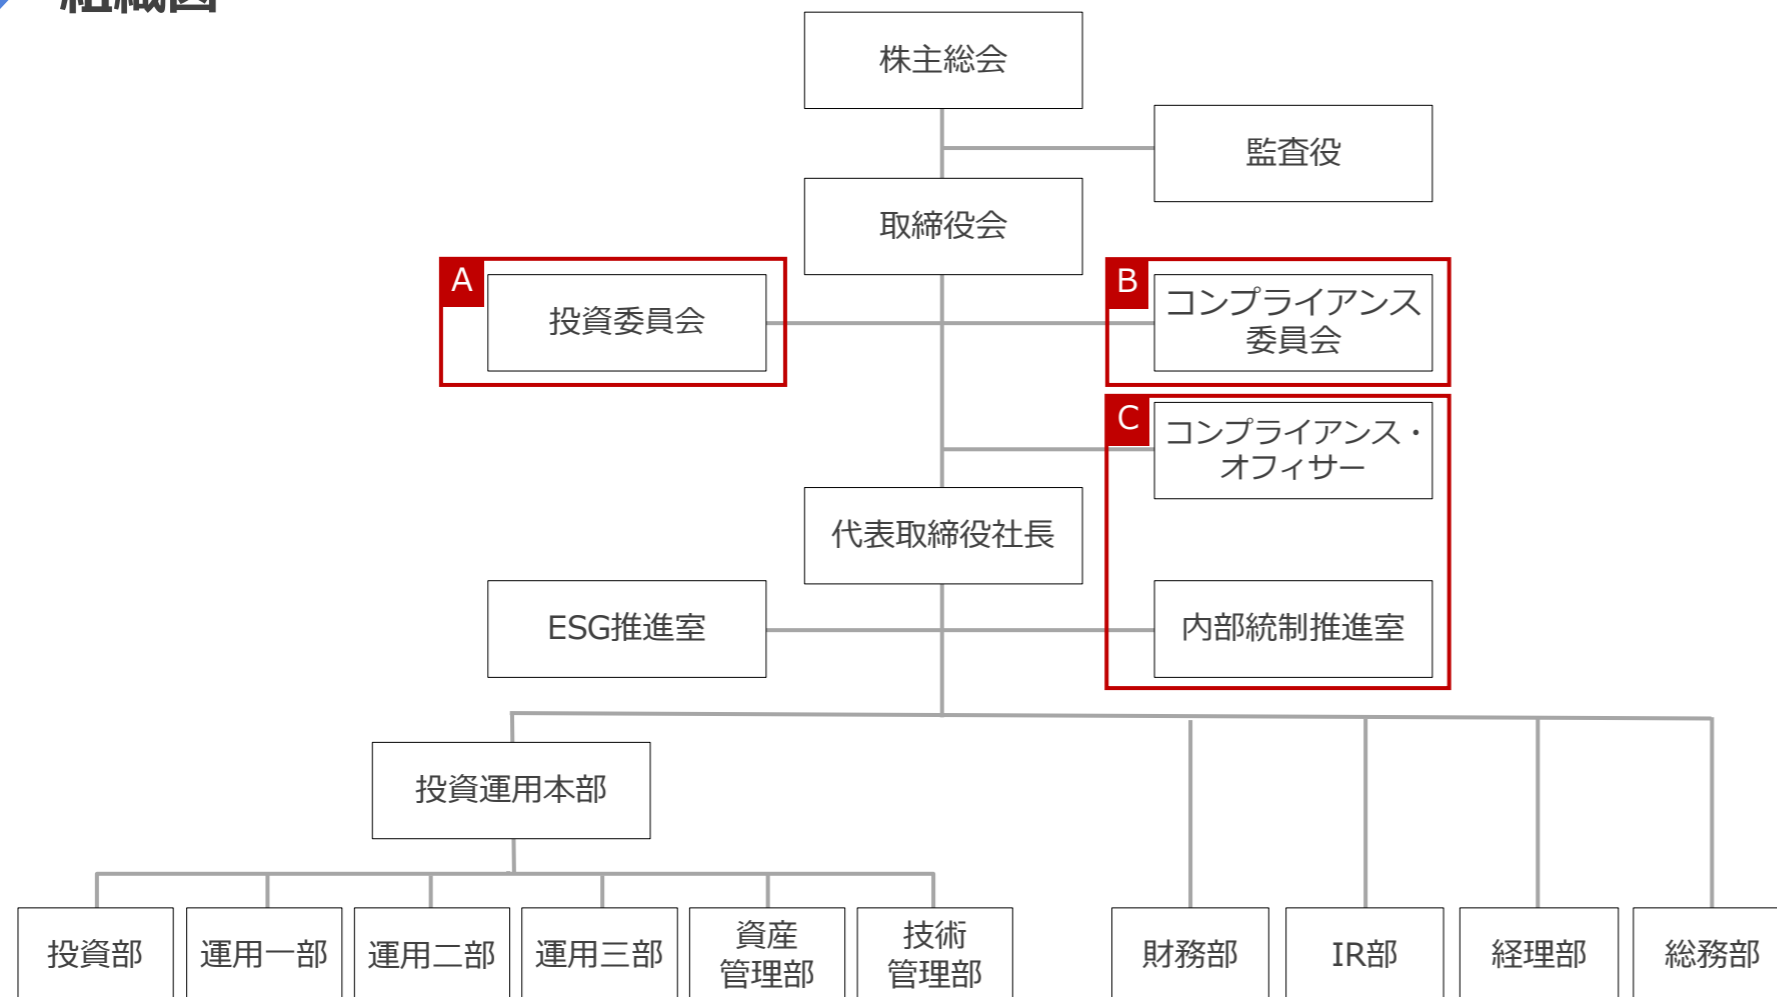 組織図
株主総会
監査役
取締役会
A
投資委員会
B
コンプライアンス
委員会
C
コンプライアンス・
オフィサー
代表取締役社長
ESG推進室
内部統制推進室
投資運用本部
投資部
運用一部
運用二部
運用三部
資産
管理部
技術
管理部
財務部
IR部
経理部
総務部